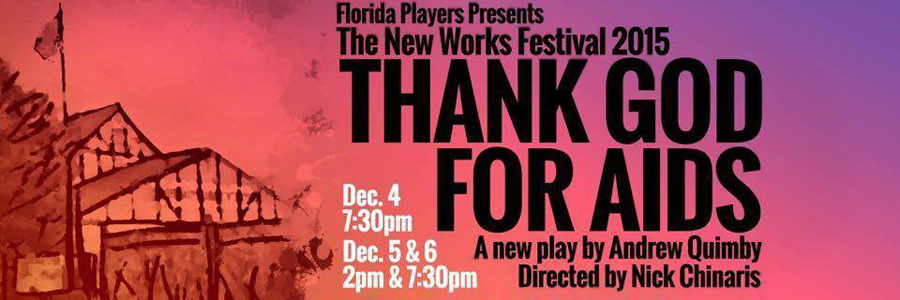 Florida Players Presents
The New Works Festival 2015
THANK GOD
FOR AIDS
Dec. 4
7:30pm
Dec. 5 & 6
2pm & 7:30pm
A new play by Andrew Quimby
Directed by Nick Chinaris